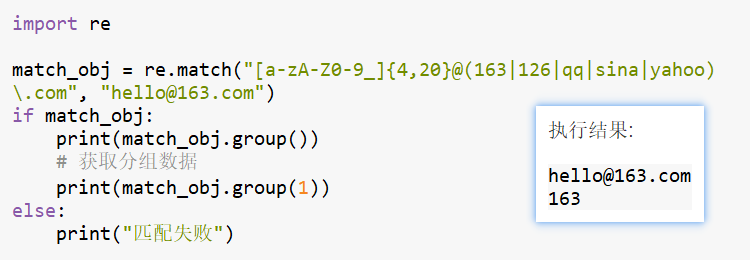 import re
match_obj = re.match("[a-zA-Z0-9_]{4,20}@(163|126|qq|sina|yahoo)
\.com", "hello@163.com")
if match_obj:
    print(match_obj.group())
    # 获取分组数据
    print(match_obj.group(1))
else:
    print("匹配失败")
执行结果:
hello@163.com
163